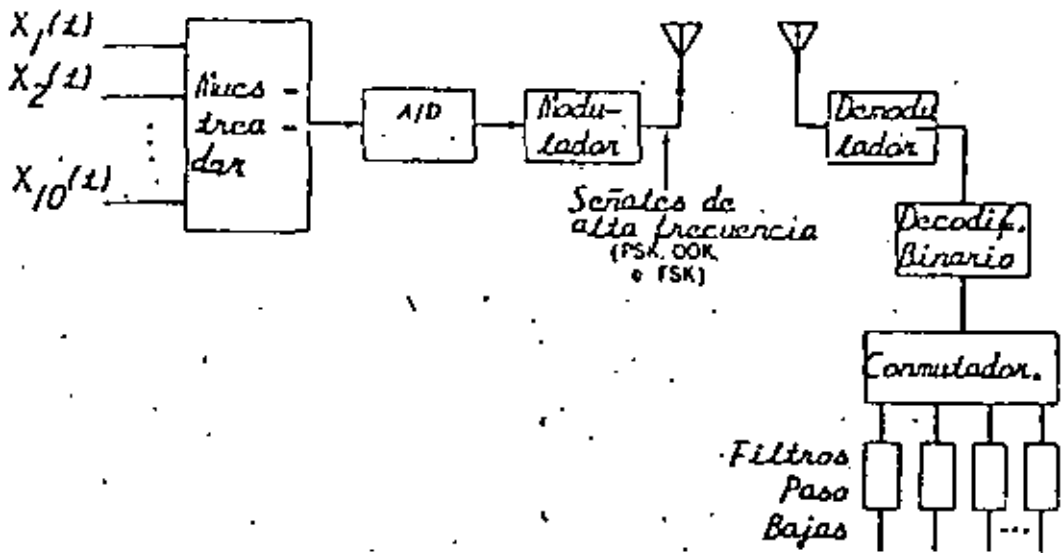 X1(t)
X2(t)
⋮
X10(t)
Mues -
trea -
dor
A/D
Modu-
lador
Señales de
alta frecuencia
(PSK, OOK,
o FSK)
Demodu
lador
Decodif.
Binario
Conmutador.
Filtros
Paso
Bajas
...